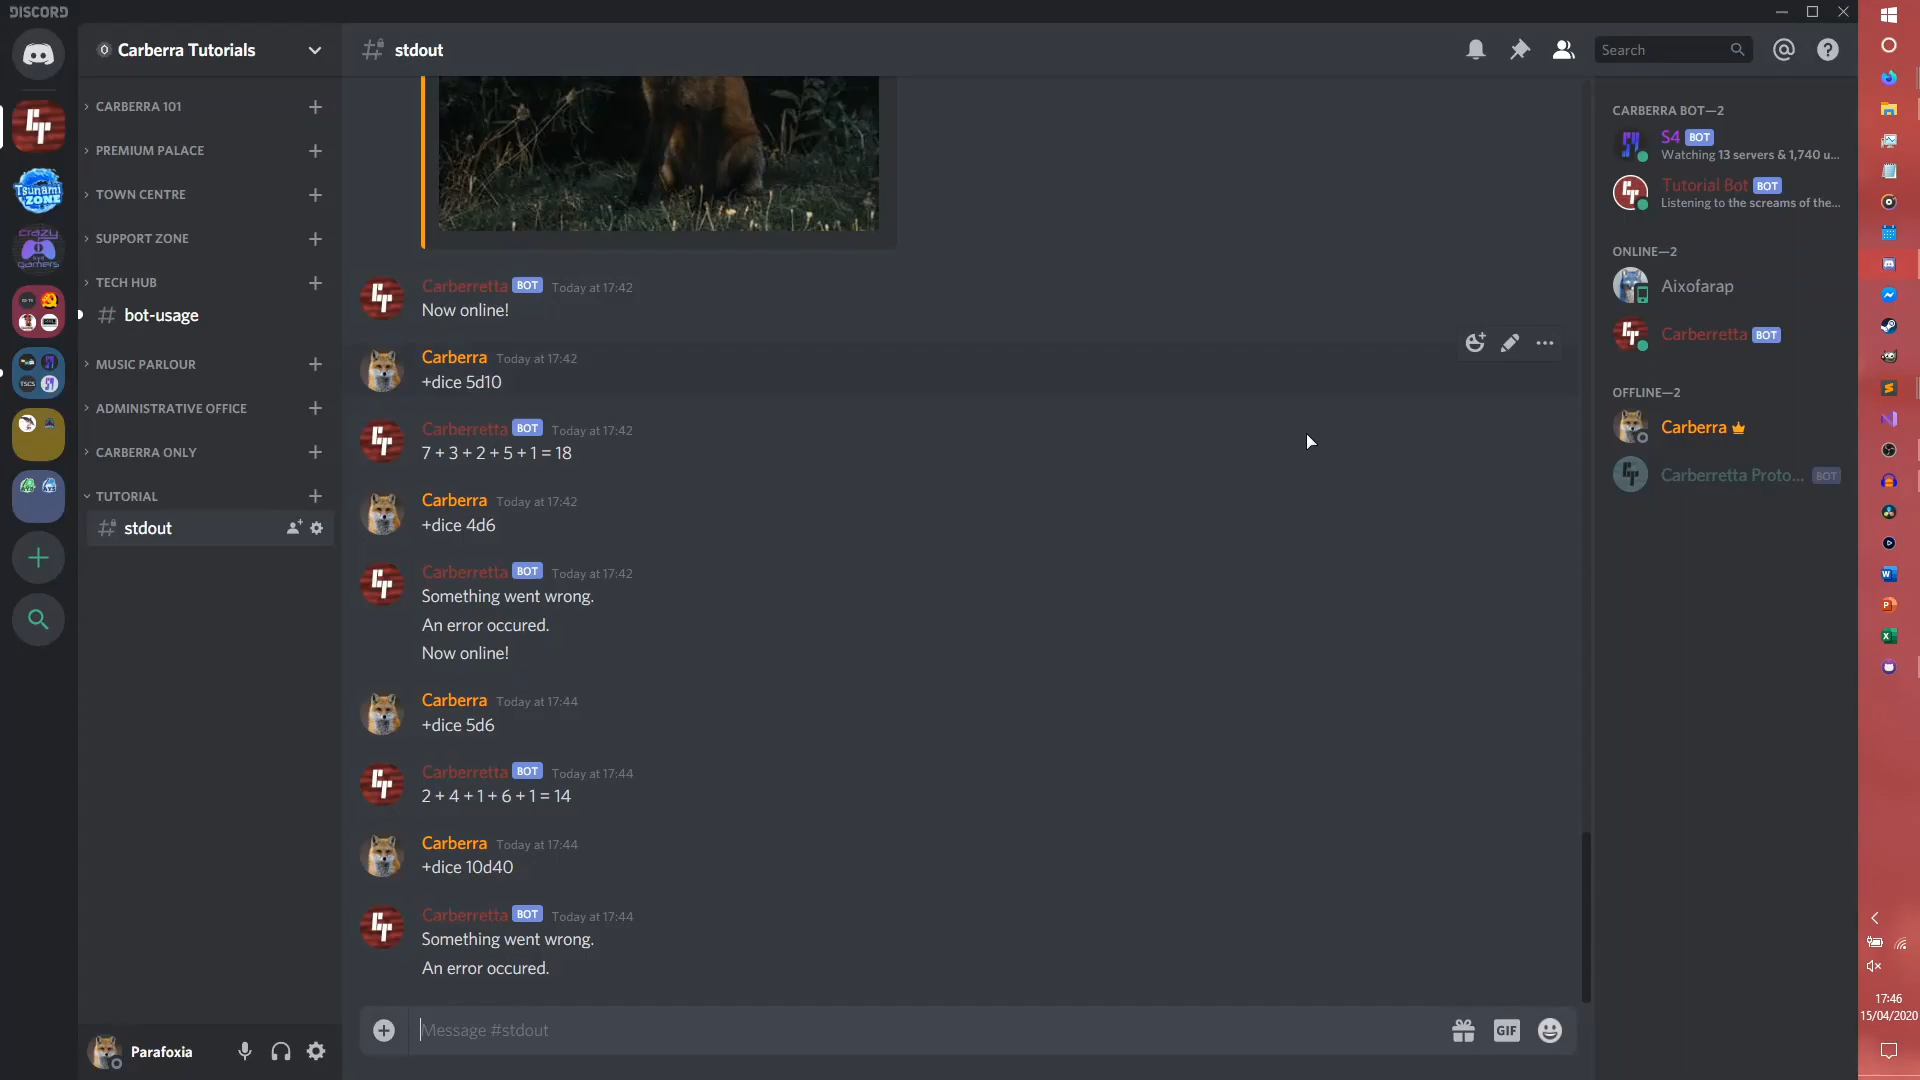 DISCORD
Carberra Tutorials
stdout
Search
CARBERRA 101
PREMIUM PALACE
TOWN CENTRE
SUPPORT ZONE
TECH HUB
bot-usage
MUSIC PARLOUR
ADMINISTRATIVE OFFICE
CARBERRA ONLY
TUTORIAL
stdout
Tsunami
ZONE
crazy
gamers
TSCS
Carberretta BOT Today at 17:42
Now online!
Carberra Today at 17:42
+dice 5d10
Carberretta BOT Today at 17:42
7 + 3 + 2 + 5 + 1 = 18
Carberra Today at 17:42
+dice 4d6
Carberretta BOT Today at 17:42
Something went wrong.
An error occured.
Now online!
Carberra Today at 17:44
+dice 5d6
Carberretta BOT Today at 17:44
2 + 4 + 1 + 6 + 1 = 14
Carberra Today at 17:44
+dice 10d40
Carberretta BOT Today at 17:44
Something went wrong.
An error occured.
Message #stdout
GIF
Parafoxia
CARBERRA BOT—2
S4 BOT
Watching 13 servers & 1,740 u...
Tutorial Bot BOT
Listening to the screams of the...
ONLINE—2
Aixofarap
Carberretta BOT
OFFLINE—2
Carberra
Carberretta Proto... BOT
17:46
15/04/2020